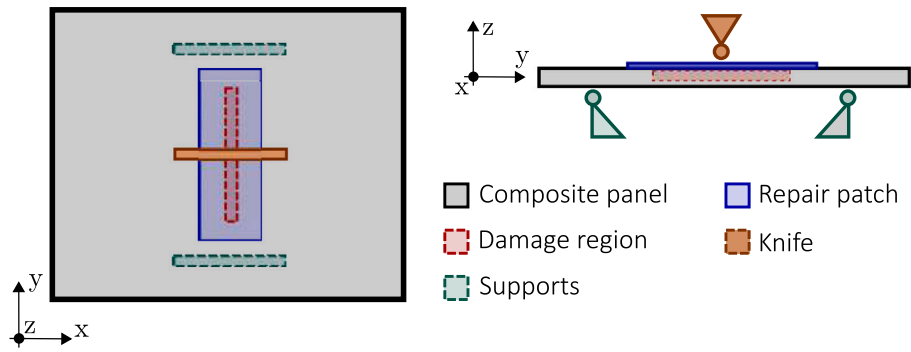 y
z
x
z
y
x
Composite panel
Repair patch
Damage region
Knife
Supports